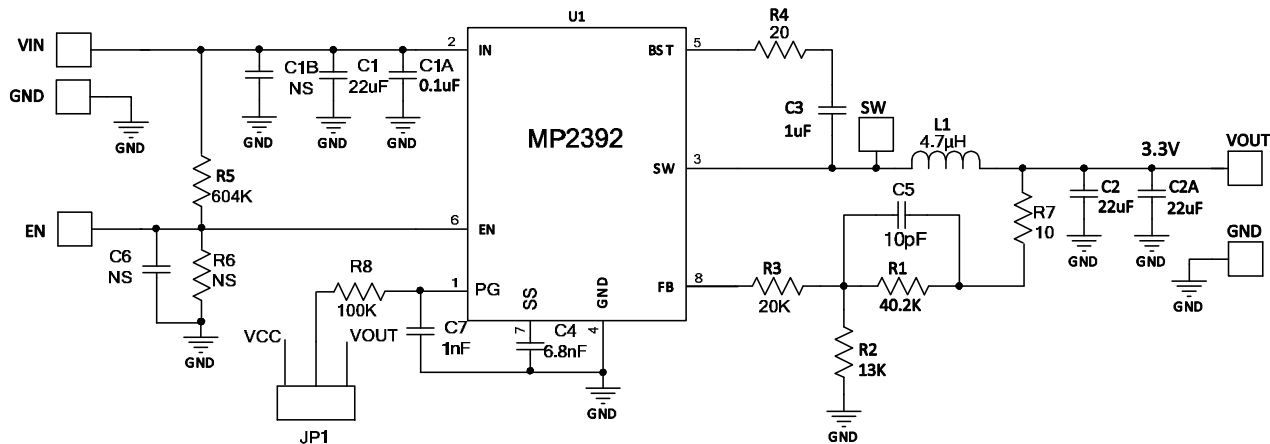 U1
MP2392
VIN
GND
GND
2
IN
C1B
NS
GND
C1
22uF
GND
C1A
0.1uF
GND
R5
604K
EN
6
EN
C6
NS
R6
NS
GND
R8
100K
1
PG
C7
1nF
VCC
VOUT
JP1
SS
7
C4
6.8nF
GND
4
GND
BST
5
R4
20
C3
1uF
SW
SW
3
L1
4.7µH
3.3V
VOUT
C2
22uF
GND
C2A
22uF
GND
R7
10
C5
10pF
FB
8
R3
20K
R1
40.2K
R2
13K
GND
GND
GND